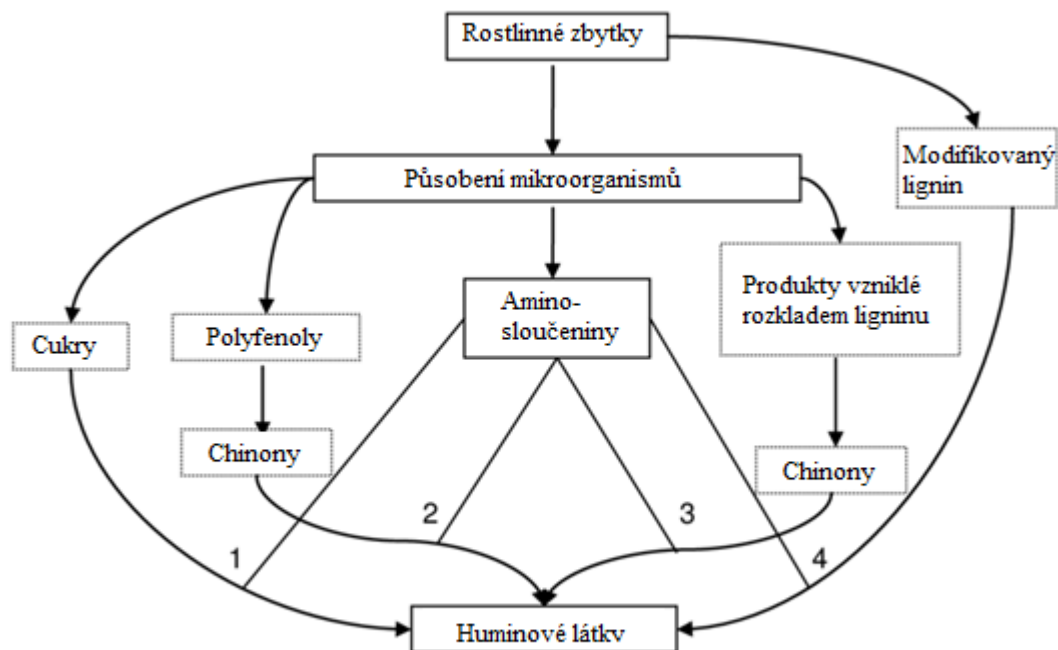 Rostlinné zbytky
Modifikovaný
lignin
Působení mikroorganismů
Produkty vzniklé
rozkladem ligninu
Amino-
sloučeniny
Cukry
Polyfenoly
Chinony
Chinony
1
2
3
4
Huminové látky